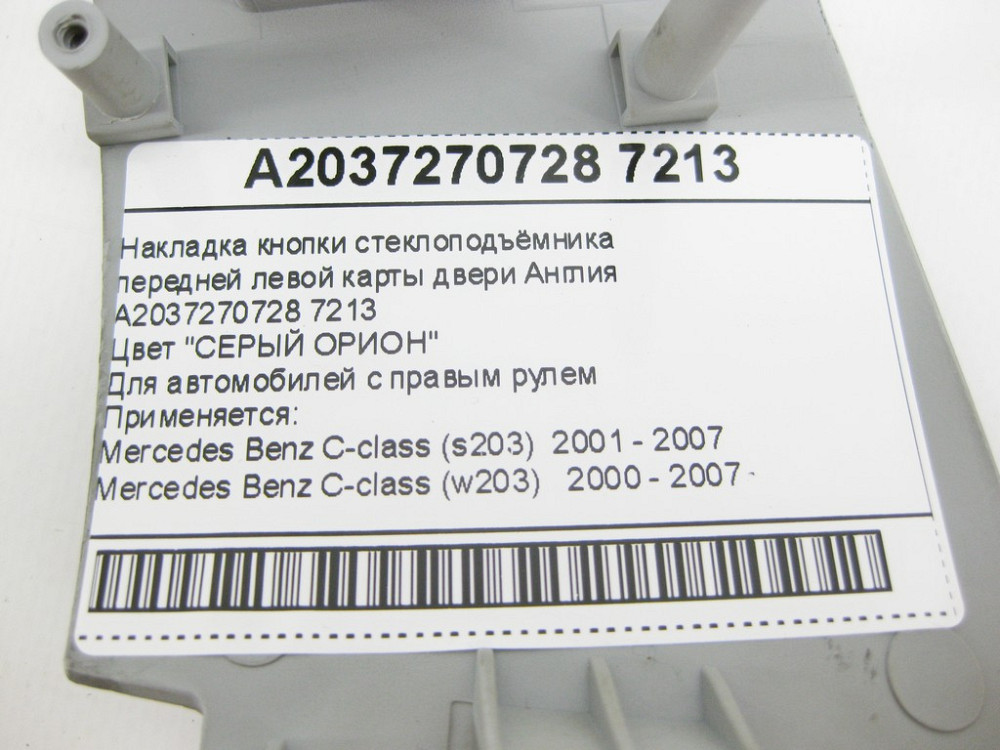 A2037270728 7213
Накладка кнопки стеклоподъёмника
передней левой карты двери Англия
A2037270728 7213
Цвет "СЕРЫЙ ОРИОН"
Для автомобилей с правым рулем
Применяется:
Mercedes Benz C-class (s203) 2001 - 2007
Mercedes Benz C-class (w203) 2000 - 2007